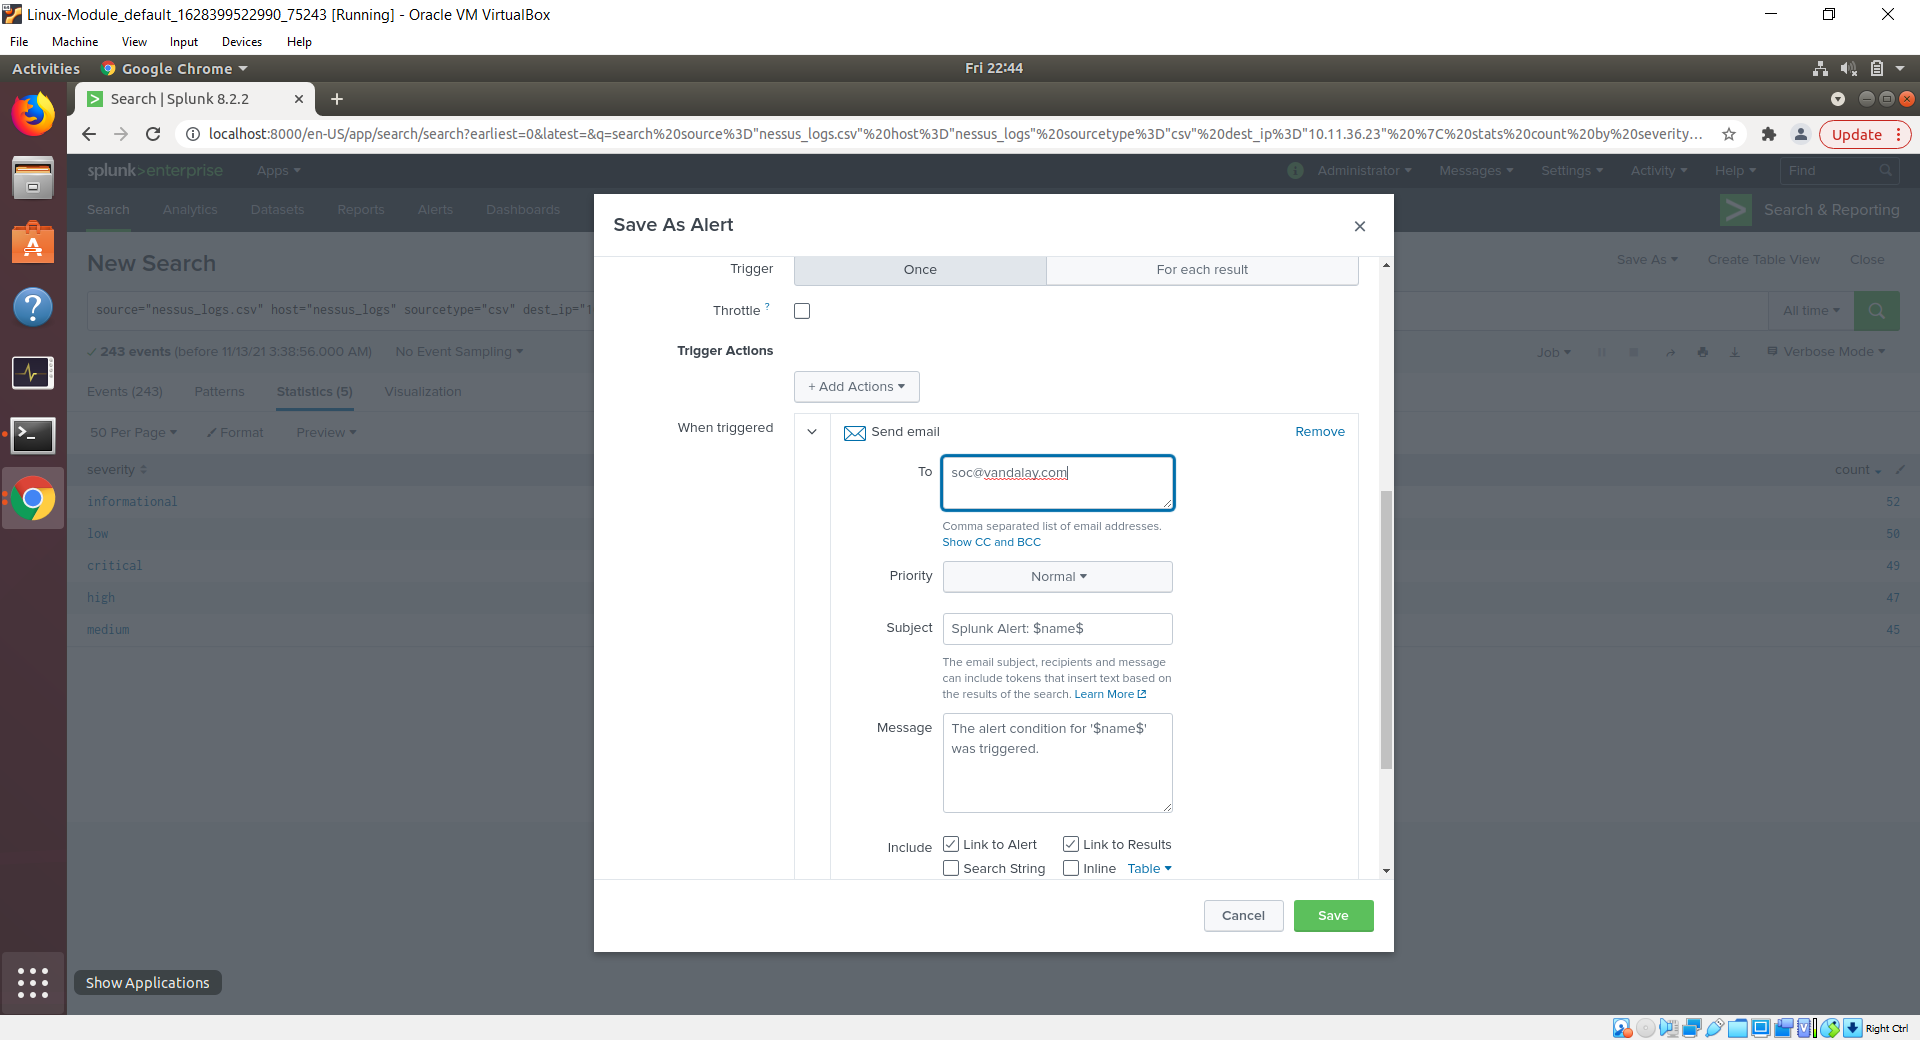 Linux-Module_default_1628399522990_75243 [Running] - Oracle VM VirtualBox
File Machine View Input Devices Help
Activities Google Chrome Fri 22:44
Search | Splunk 8.2.2
localhost:8000/en-US/app/search/search?earliest=0&latest=&q=search%20source%3D"nessus_logs.csv"%20host%3D"nessus_logs"%20sourcetype%3D"csv"%20dest_ip%3D"10.11.36.23"%20%7C%20stats%20count%20by%20severity... Update
splunk>enterprise Apps Administrator Messages Settings Activity Help Find
Search Analytics Datasets Reports Alerts Dashboards Search & Reporting
New Search Save As Create Table View Close
source="nessus_logs.csv" host="nessus_logs" sourcetype="csv" dest_ip="1 All time
243 events (before 11/13/21 3:38:56.000 AM) No Event Sampling Job Verbose Mode
Events (243) Patterns Statistics (5) Visualization
50 Per Page Format Preview
severity count
informational 52
low 50
critical 49
high 47
medium 45
Save As Alert
Trigger Once For each result
Throttle ?
Trigger Actions
+ Add Actions
When triggered Send email Remove
To soc@vandalay.com
Comma separated list of email addresses.
Show CC and BCC
Priority Normal
Subject Splunk Alert: $name$
The email subject, recipients and message
can include tokens that insert text based on
the results of the search. Learn More
Message The alert condition for '$name$'
was triggered.
Include Link to Alert Link to Results
Search String Inline Table
Cancel Save
Show Applications
Right Ctrl